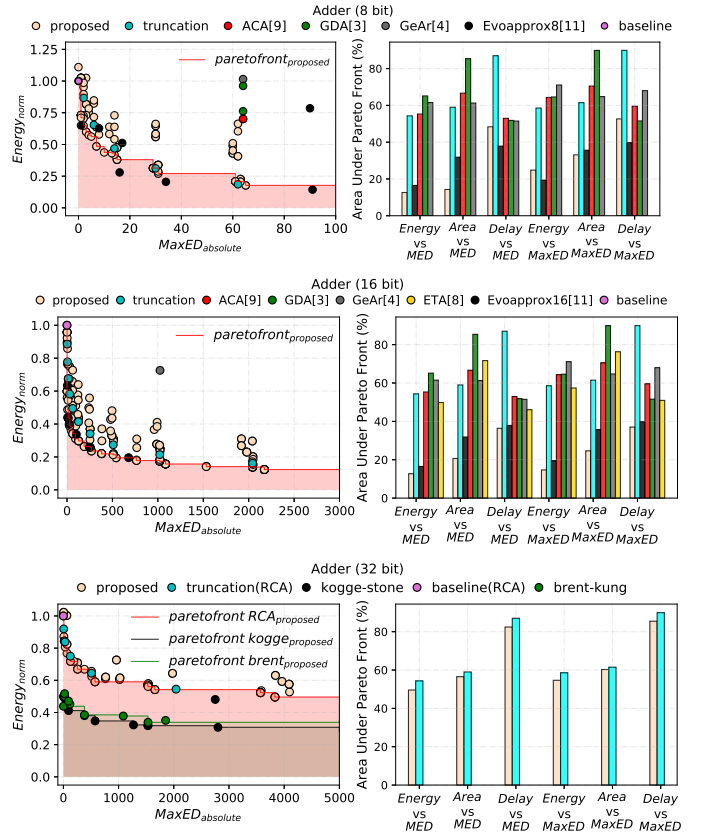 Adder (8 bit)
proposed truncation ACA[9] GDA[3] GeAr[4] Evoapprox8[11] baseline
1.25
1.00
0.75
0.50
0.25
0.00
Energy_norm
paretofront_proposed
0 20 40 60 80 100
MaxED_absolute
Area Under Pareto Front (%)
80
60
40
20
0
Energy vs MED
Area vs MED
Delay vs MED
Energy vs MaxED
Area vs MaxED
Delay vs MaxED
Adder (16 bit)
proposed truncation ACA[9] GDA[3] GeAr[4] ETA[8] Evoapprox16[11] baseline
1.0
0.8
0.6
0.4
0.2
0.0
Energy_norm
paretofront_proposed
0 500 1000 1500 2000 2500 3000
MaxED_absolute
Area Under Pareto Front (%)
80
60
40
20
0
Energy vs MED
Area vs MED
Delay vs MED
Energy vs MaxED
Area vs MaxED
Delay vs MaxED
Adder (32 bit)
proposed truncation(RCA) kogge-stone baseline(RCA) brent-kung
1.0
0.8
0.6
0.4
0.2
0.0
Energy_norm
paretofront RCA_proposed
paretofront kogge_proposed
paretofront brent_proposed
0 1000 2000 3000 4000 5000
MaxED_absolute
Area Under Pareto Front (%)
80
60
40
20
0
Energy vs MED
Area vs MED
Delay vs MED
Energy vs MaxED
Area vs MaxED
Delay vs MaxED